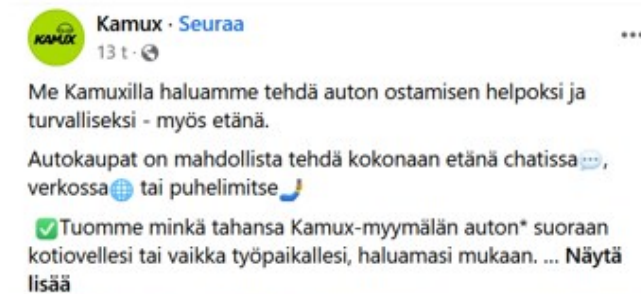 KAMUX
Kamux · Seuraa
13 t ·
Me Kamuxilla haluamme tehdä auton ostamisen helpoksi ja
turvalliseksi - myös etänä.
Autokaupat on mahdollista tehdä kokonaan etänä chatissa💬,
verkossa🌐 tai puhelimitse🤳
✅Tuomme minkä tahansa Kamux-myymälän auton* suoraan
kotiovellesi tai vaikka työpaikallesi, haluamasi mukaan. ... Näytä
lisää